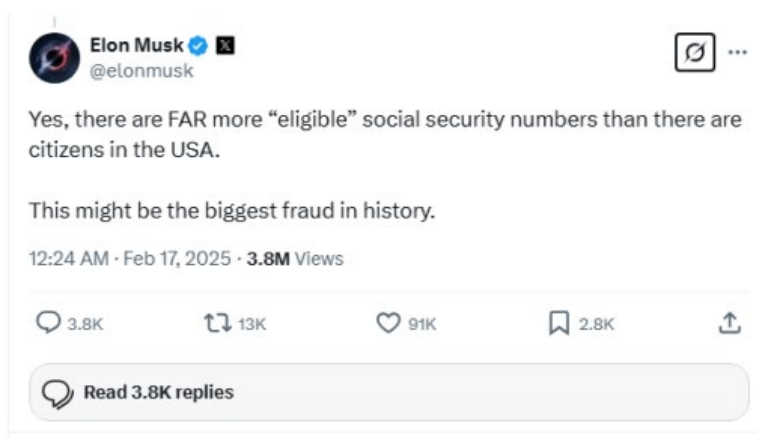 Elon Musk
@elonmusk
Yes, there are FAR more “eligible” social security numbers than there are
citizens in the USA.
This might be the biggest fraud in history.
12:24 AM · Feb 17, 2025 · 3.8M Views
3.8K 13K 91K 2.8K
Read 3.8K replies